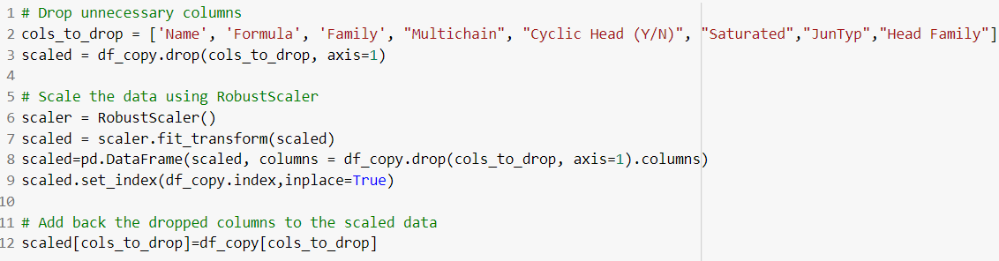 1 # Drop unnecessary columns
2 cols_to_drop = ['Name', 'Formula', 'Family', "Multichain", "Cyclic Head (Y/N)", "Saturated","JunTyp","Head Family"]
3 scaled = df_copy.drop(cols_to_drop, axis=1)
4
5 # Scale the data using RobustScaler
6 scaler = RobustScaler()
7 scaled = scaler.fit_transform(scaled)
8 scaled=pd.DataFrame(scaled, columns = df_copy.drop(cols_to_drop, axis=1).columns)
9 scaled.set_index(df_copy.index,inplace=True)
10
11 # Add back the dropped columns to the scaled data
12 scaled[cols_to_drop]=df_copy[cols_to_drop]